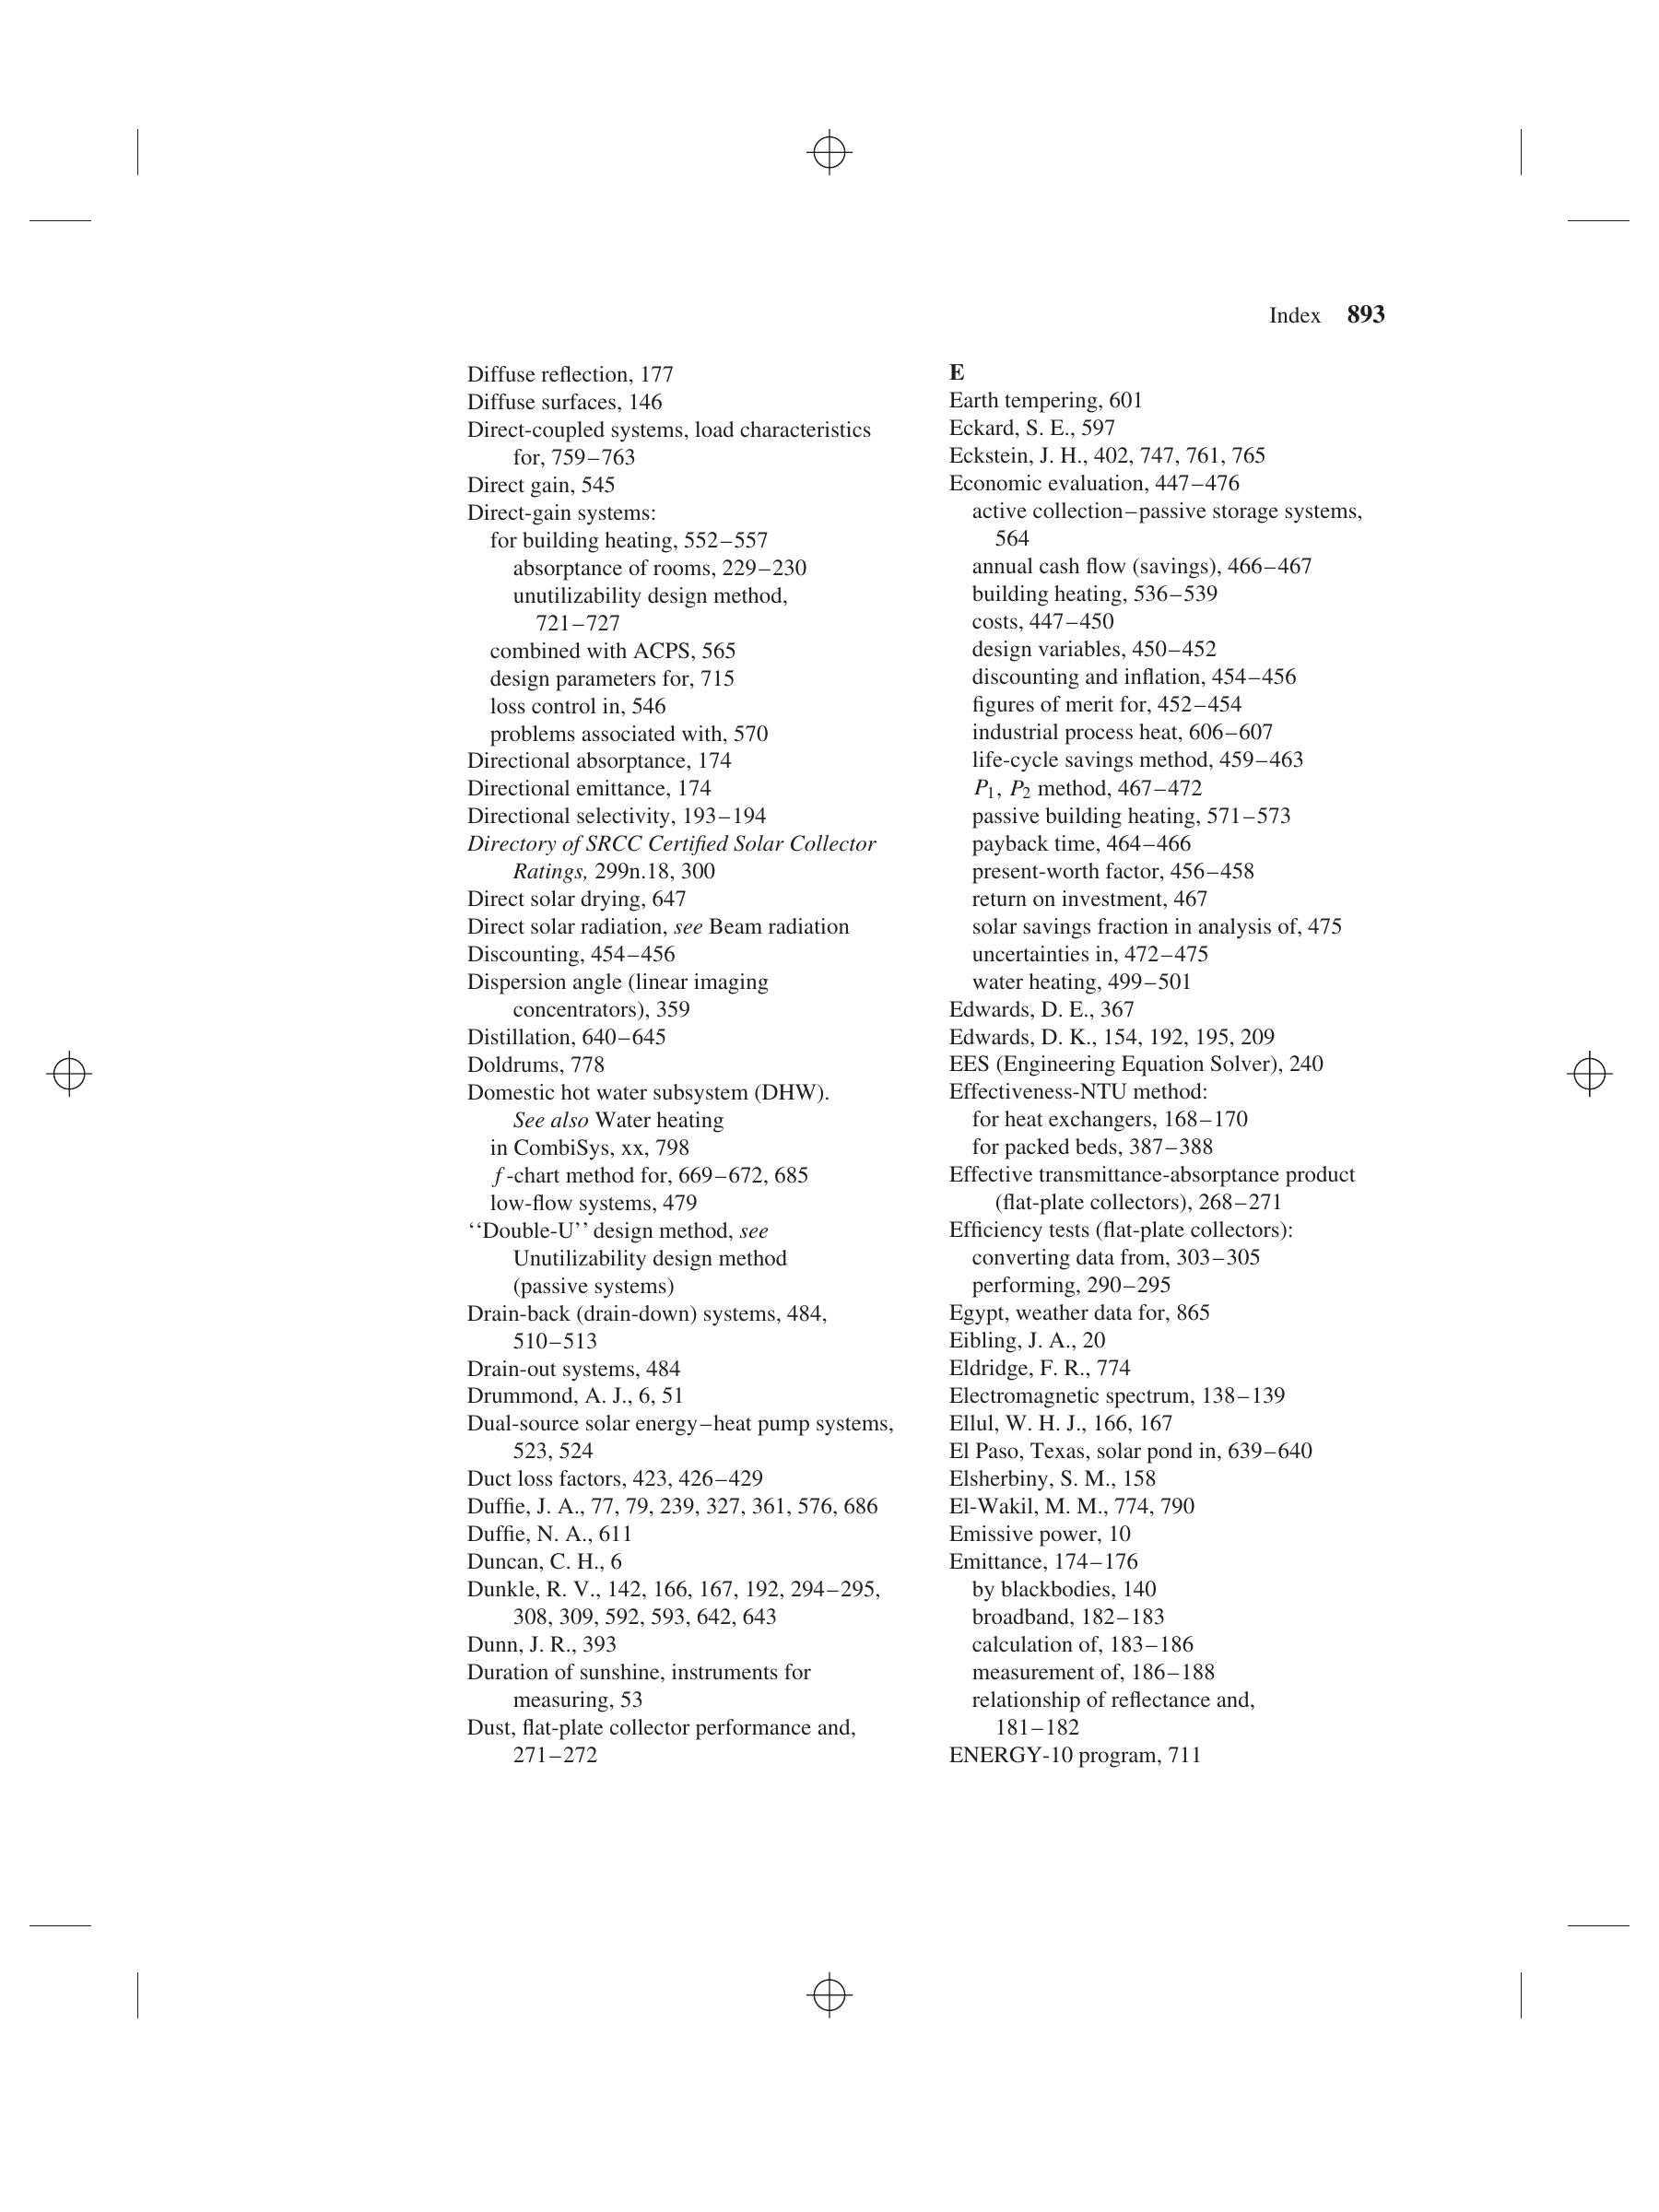 Index 893
Diffuse reflection, 177
Diffuse surfaces, 146
Direct-coupled systems, load characteristics
for, 759–763
Direct gain, 545
Direct-gain systems:
for building heating, 552–557
absorptance of rooms, 229–230
unutilizability design method,
721–727
combined with ACPS, 565
design parameters for, 715
loss control in, 546
problems associated with, 570
Directional absorptance, 174
Directional emittance, 174
Directional selectivity, 193–194
Directory of SRCC Certified Solar Collector
Ratings, 299n.18, 300
Direct solar drying, 647
Direct solar radiation, see Beam radiation
Discounting, 454–456
Dispersion angle (linear imaging
concentrators), 359
Distillation, 640–645
Doldrums, 778
Domestic hot water subsystem (DHW).
See also Water heating
in CombiSys, xx, 798
f-chart method for, 669–672, 685
low-flow systems, 479
‘‘Double-U’’ design method, see
Unutilizability design method
(passive systems)
Drain-back (drain-down) systems, 484,
510–513
Drain-out systems, 484
Drummond, A. J., 6, 51
Dual-source solar energy–heat pump systems,
523, 524
Duct loss factors, 423, 426–429
Duffie, J. A., 77, 79, 239, 327, 361, 576, 686
Duffie, N. A., 611
Duncan, C. H., 6
Dunkle, R. V., 142, 166, 167, 192, 294–295,
308, 309, 592, 593, 642, 643
Dunn, J. R., 393
Duration of sunshine, instruments for
measuring, 53
Dust, flat-plate collector performance and,
271–272
E
Earth tempering, 601
Eckard, S. E., 597
Eckstein, J. H., 402, 747, 761, 765
Economic evaluation, 447–476
active collection–passive storage systems,
564
annual cash flow (savings), 466–467
building heating, 536–539
costs, 447–450
design variables, 450–452
discounting and inflation, 454–456
figures of merit for, 452–454
industrial process heat, 606–607
life-cycle savings method, 459–463
P1, P2 method, 467–472
passive building heating, 571–573
payback time, 464–466
present-worth factor, 456–458
return on investment, 467
solar savings fraction in analysis of, 475
uncertainties in, 472–475
water heating, 499–501
Edwards, D. E., 367
Edwards, D. K., 154, 192, 195, 209
EES (Engineering Equation Solver), 240
Effectiveness-NTU method:
for heat exchangers, 168–170
for packed beds, 387–388
Effective transmittance-absorptance product
(flat-plate collectors), 268–271
Efficiency tests (flat-plate collectors):
converting data from, 303–305
performing, 290–295
Egypt, weather data for, 865
Eibling, J. A., 20
Eldridge, F. R., 774
Electromagnetic spectrum, 138–139
Ellul, W. H. J., 166, 167
El Paso, Texas, solar pond in, 639–640
Elsherbiny, S. M., 158
El-Wakil, M. M., 774, 790
Emissive power, 10
Emittance, 174–176
by blackbodies, 140
broadband, 182–183
calculation of, 183–186
measurement of, 186–188
relationship of reflectance and,
181–182
ENERGY-10 program, 711